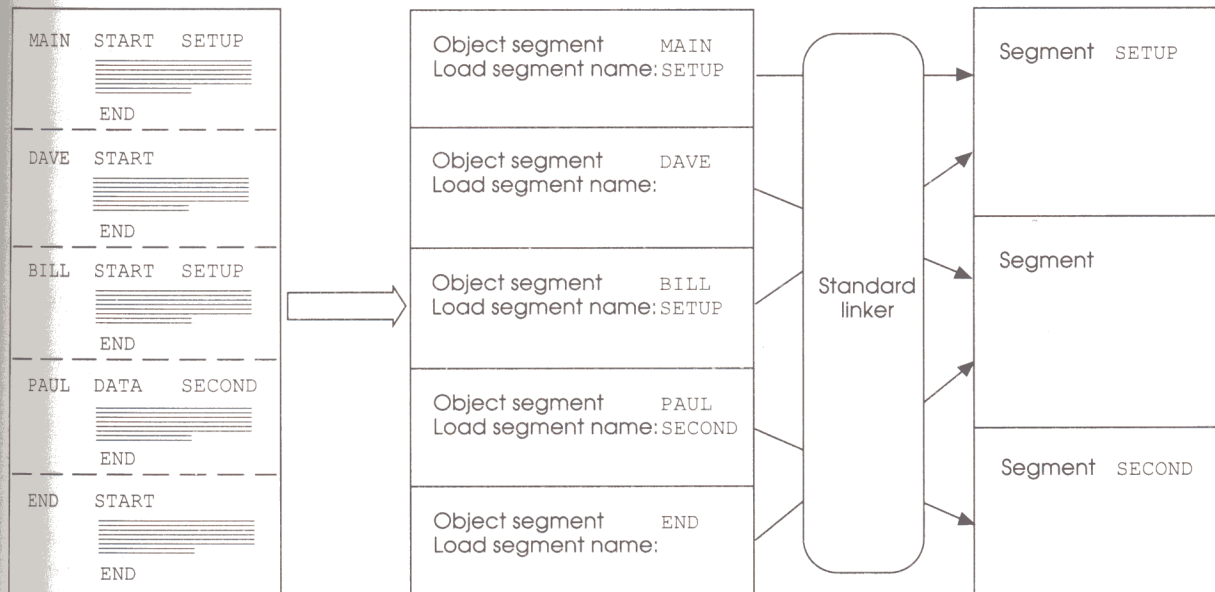 MAIN START SETUP
END
DAVE START
END
BILL START SETUP
END
PAUL DATA SECOND
END
END START
END
Object segment MAIN
Load segment name: SETUP
Object segment DAVE
Load segment name:
Object segment BILL
Load segment name: SETUP
Object segment PAUL
Load segment name: SECOND
Object segment END
Load segment name:
Standard
linker
Segment SETUP
Segment
Segment SECOND